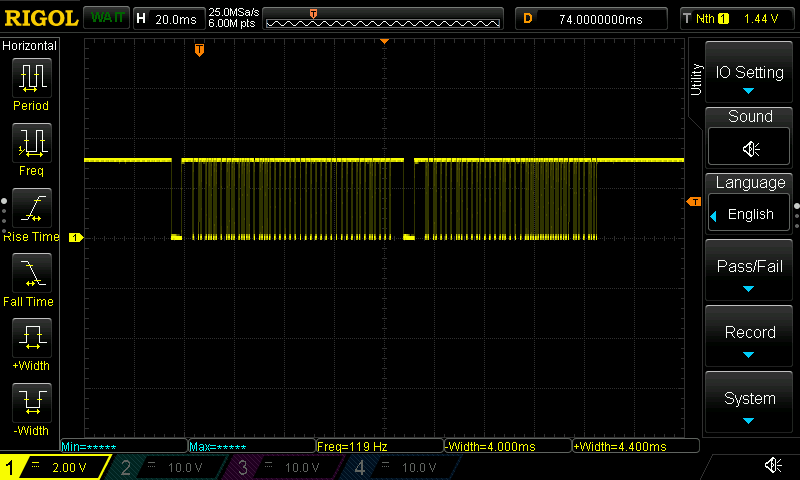 RIGOL WAIT H 20.0ms 25.0MSa/s 6.00M pts T D 74.0000000ms T Nth 1 1.44 V
Horizontal
Period
Freq
Rise Time
Fall Time
+Width
-Width
T
1
T
Utility
IO Setting
Sound
Language
English
Pass/Fail
Record
System
Min=***** Max=***** Freq=119 Hz -Width=4.000ms +Width=4.400ms
1 2.00 V 2 10.0 V 3 10.0 V 4 10.0 V